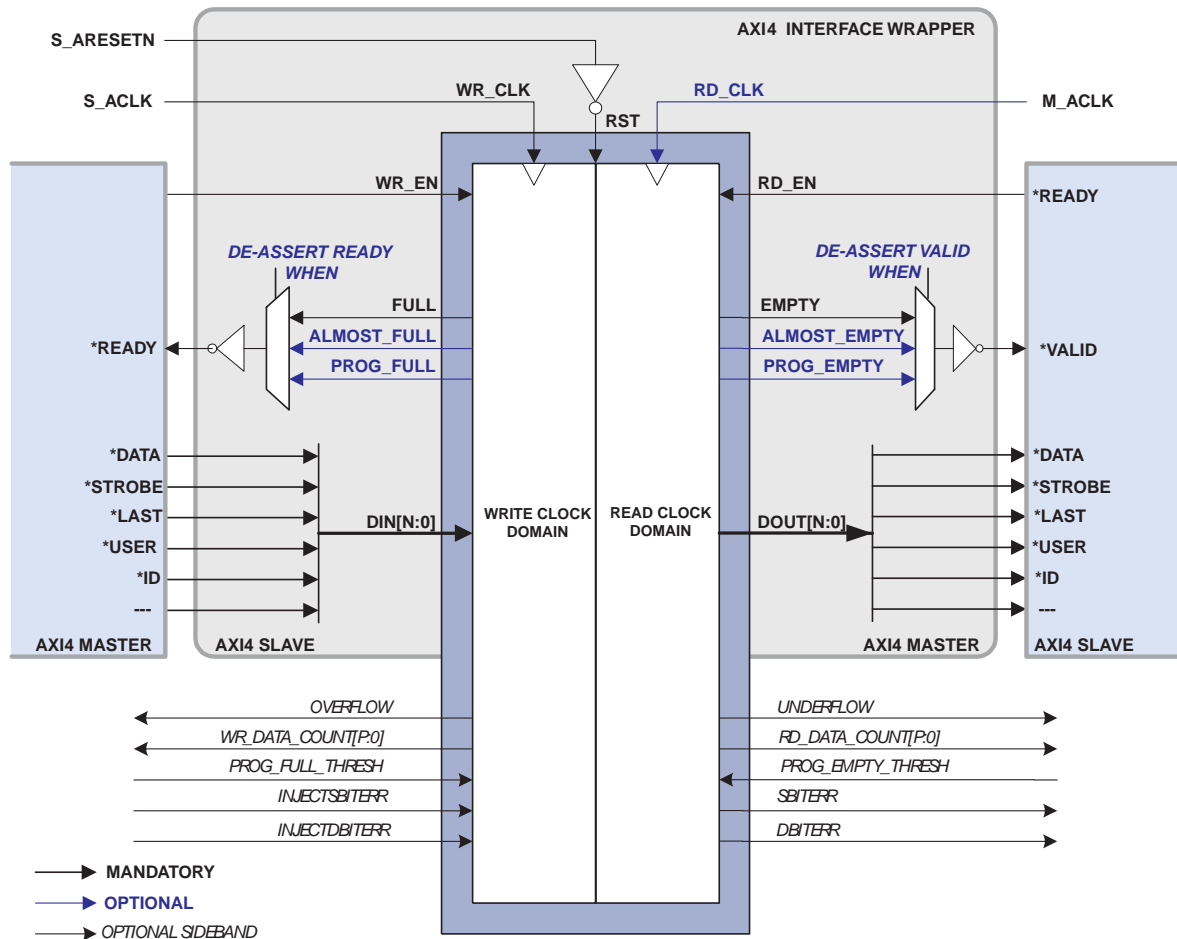 AXI4 INTERFACE WRAPPER
S_ARESETN
S_ACLK
WR_CLK
RD_CLK
M_ACLK
RST
WR_EN
RD_EN
*READY
DE-ASSERT READY
WHEN
DE-ASSERT VALID
WHEN
FULL
EMPTY
*READY
ALMOST_FULL
ALMOST_EMPTY
*VALID
PROG_FULL
PROG_EMPTY
*DATA
*DATA
*STROBE
*STROBE
*LAST
*LAST
DIN[N:0]
WRITE CLOCK
DOMAIN
READ CLOCK
DOMAIN
DOUT[N:0]
*USER
*USER
*ID
*ID
---
---
AXI4 MASTER
AXI4 SLAVE
AXI4 MASTER
AXI4 SLAVE
OVERFLOW
UNDERFLOW
WR_DATA_COUNT[P:0]
RD_DATA_COUNT[P:0]
PROG_FULL_THRESH
PROG_EMPTY_THRESH
INJECTSBITERR
SBITERR
INJECTDBITERR
DBITERR
MANDATORY
OPTIONAL
OPTIONAL SIDEBAND